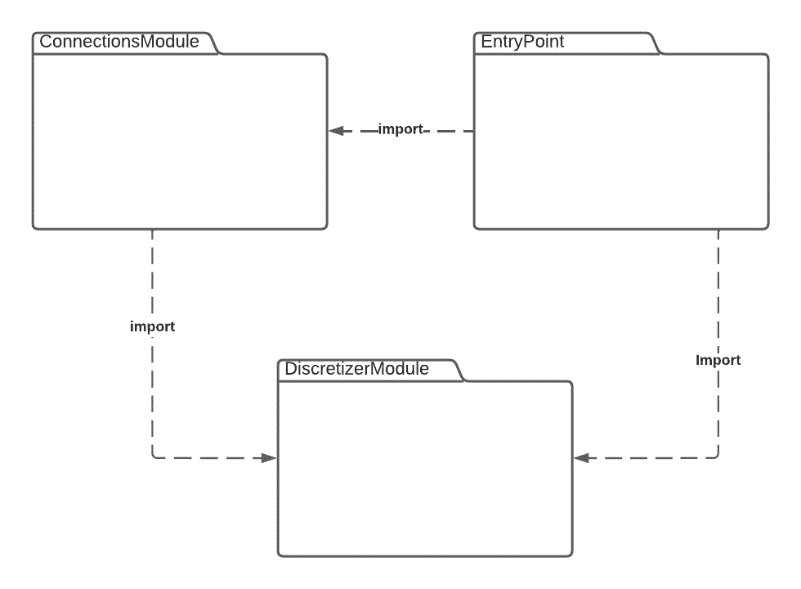 ConnectionsModule
EntryPoint
import
import
Import
DiscretizerModule